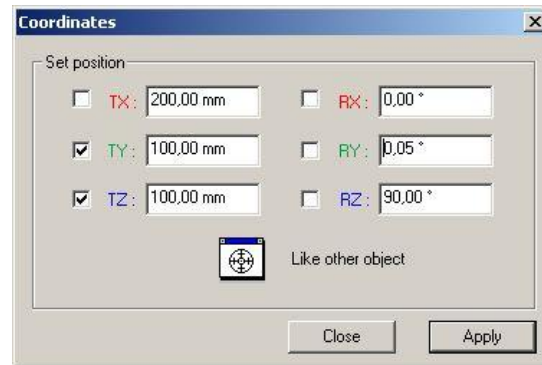 Coordinates
Set position
TX: 200,00 mm RX: 0,00 °
TY: 100,00 mm RY: 0,05 °
TZ: 100,00 mm RZ: 90,00 °
Like other object
Close Apply